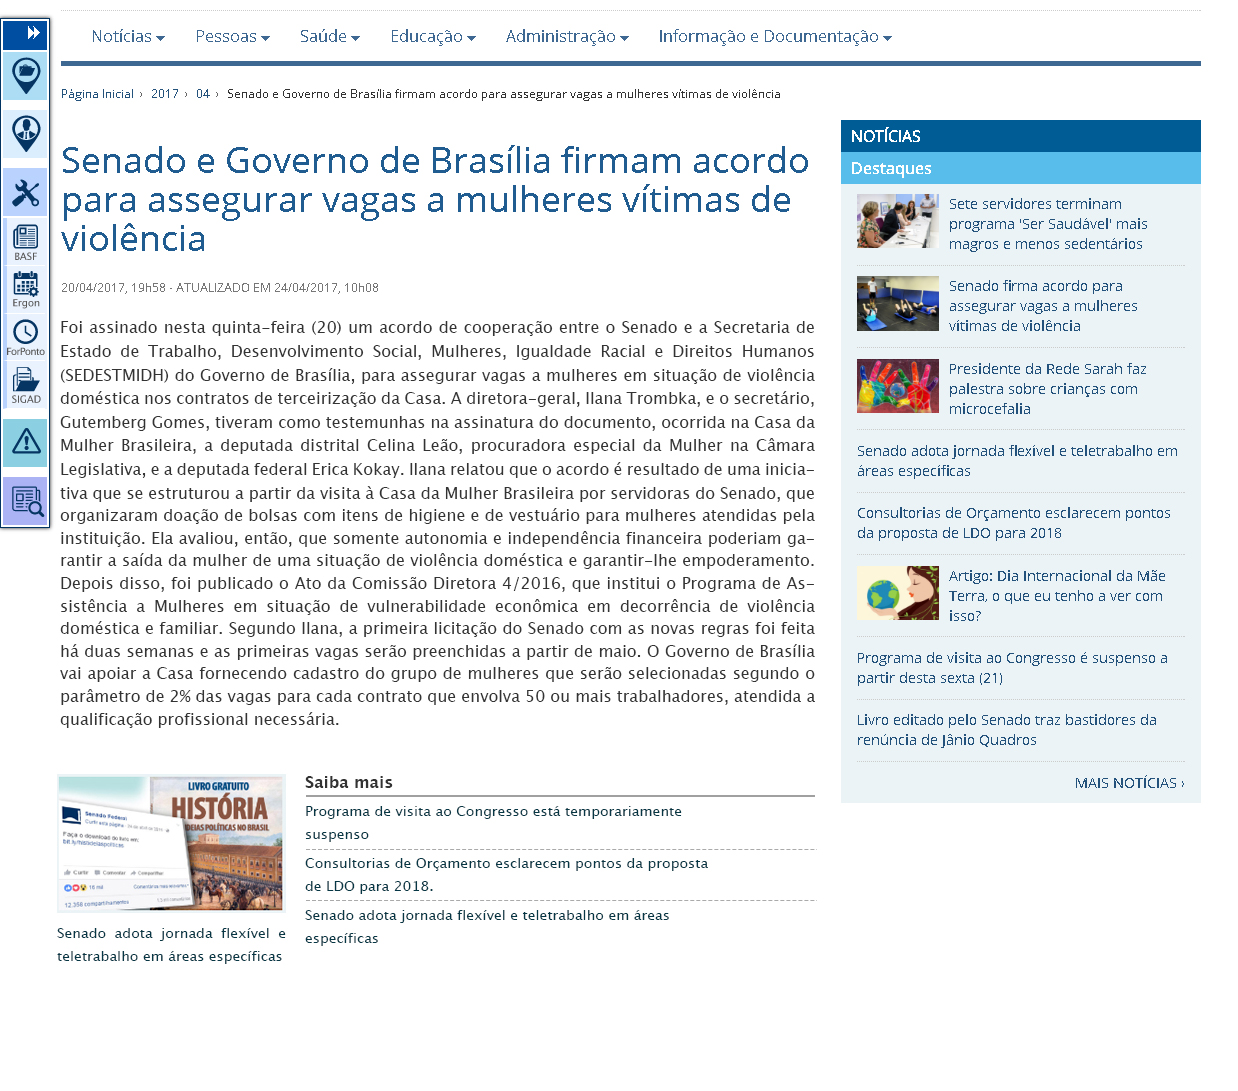 Notícias
Pessoas
Saúde
Educação
Administração
Informação e Documentação
Página Inicial › 2017 › 04 › Senado e Governo de Brasília firmam acordo para assegurar vagas a mulheres vítimas de violência
BASF
Ergon
ForPonto
SIGAD
Senado e Governo de Brasília firmam acordo
para assegurar vagas a mulheres vítimas de
violência
20/04/2017, 19h58 - ATUALIZADO EM 24/04/2017, 10h08
Foi assinado nesta quinta-feira (20) um acordo de cooperação entre o Senado e a Secretaria de
Estado de Trabalho, Desenvolvimento Social, Mulheres, Igualdade Racial e Direitos Humanos
(SEDESTMIDH) do Governo de Brasília, para assegurar vagas a mulheres em situação de violência
doméstica nos contratos de terceirização da Casa. A diretora-geral, Ilana Trombka, e o secretário,
Gutemberg Gomes, tiveram como testemunhas na assinatura do documento, ocorrida na Casa da
Mulher Brasileira, a deputada distrital Celina Leão, procuradora especial da Mulher na Câmara
Legislativa, e a deputada federal Erica Kokay. Ilana relatou que o acordo é resultado de uma inicia-
tiva que se estruturou a partir da visita à Casa da Mulher Brasileira por servidoras do Senado, que
organizaram doação de bolsas com itens de higiene e de vestuário para mulheres atendidas pela
instituição. Ela avaliou, então, que somente autonomia e independência financeira poderiam ga-
rantir a saída da mulher de uma situação de violência doméstica e garantir-lhe empoderamento.
Depois disso, foi publicado o Ato da Comissão Diretora 4/2016, que institui o Programa de As-
sistência a Mulheres em situação de vulnerabilidade econômica em decorrência de violência
doméstica e familiar. Segundo Ilana, a primeira licitação do Senado com as novas regras foi feita
há duas semanas e as primeiras vagas serão preenchidas a partir de maio. O Governo de Brasília
vai apoiar a Casa fornecendo cadastro do grupo de mulheres que serão selecionadas segundo o
parâmetro de 2% das vagas para cada contrato que envolva 50 ou mais trabalhadores, atendida a
qualificação profissional necessária.
LIVRO GRATUITO
HISTÓRIA
IDEIAS POLÍTICAS NO BRASIL
Senado Federal
Faça o download do livro em
Curtir
Comentar
Compartilhar
16 mil
12.356 compartilhamentos
Senado adota jornada flexível e
teletrabalho em áreas específicas
Saiba mais
Programa de visita ao Congresso está temporariamente
suspenso
Consultorias de Orçamento esclarecem pontos da proposta
de LDO para 2018.
Senado adota jornada flexível e teletrabalho em áreas
específicas
NOTÍCIAS
Destaques
Sete servidores terminam
programa 'Ser Saudável' mais
magros e menos sedentários
Senado firma acordo para
assegurar vagas a mulheres
vítimas de violência
Presidente da Rede Sarah faz
palestra sobre crianças com
microcefalia
Senado adota jornada flexível e teletrabalho em
áreas específicas
Consultorias de Orçamento esclarecem pontos
da proposta de LDO para 2018
Artigo: Dia Internacional da Mãe
Terra, o que eu tenho a ver com
isso?
Programa de visita ao Congresso é suspenso a
partir desta sexta (21)
Livro editado pelo Senado traz bastidores da
renúncia de Jânio Quadros
MAIS NOTÍCIAS ›